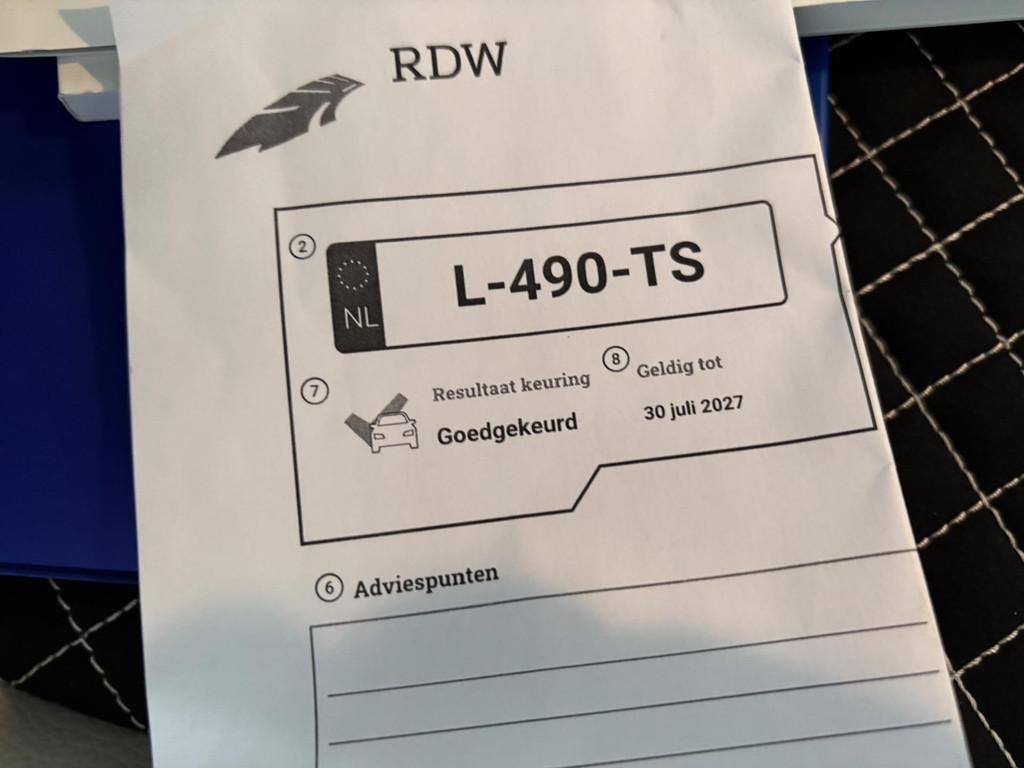 RDW
2
NL
L-490-TS
7
Resultaat keuring
8
Geldig tot
Goedgekeurd
30 juli 2027
6 Adviespunten